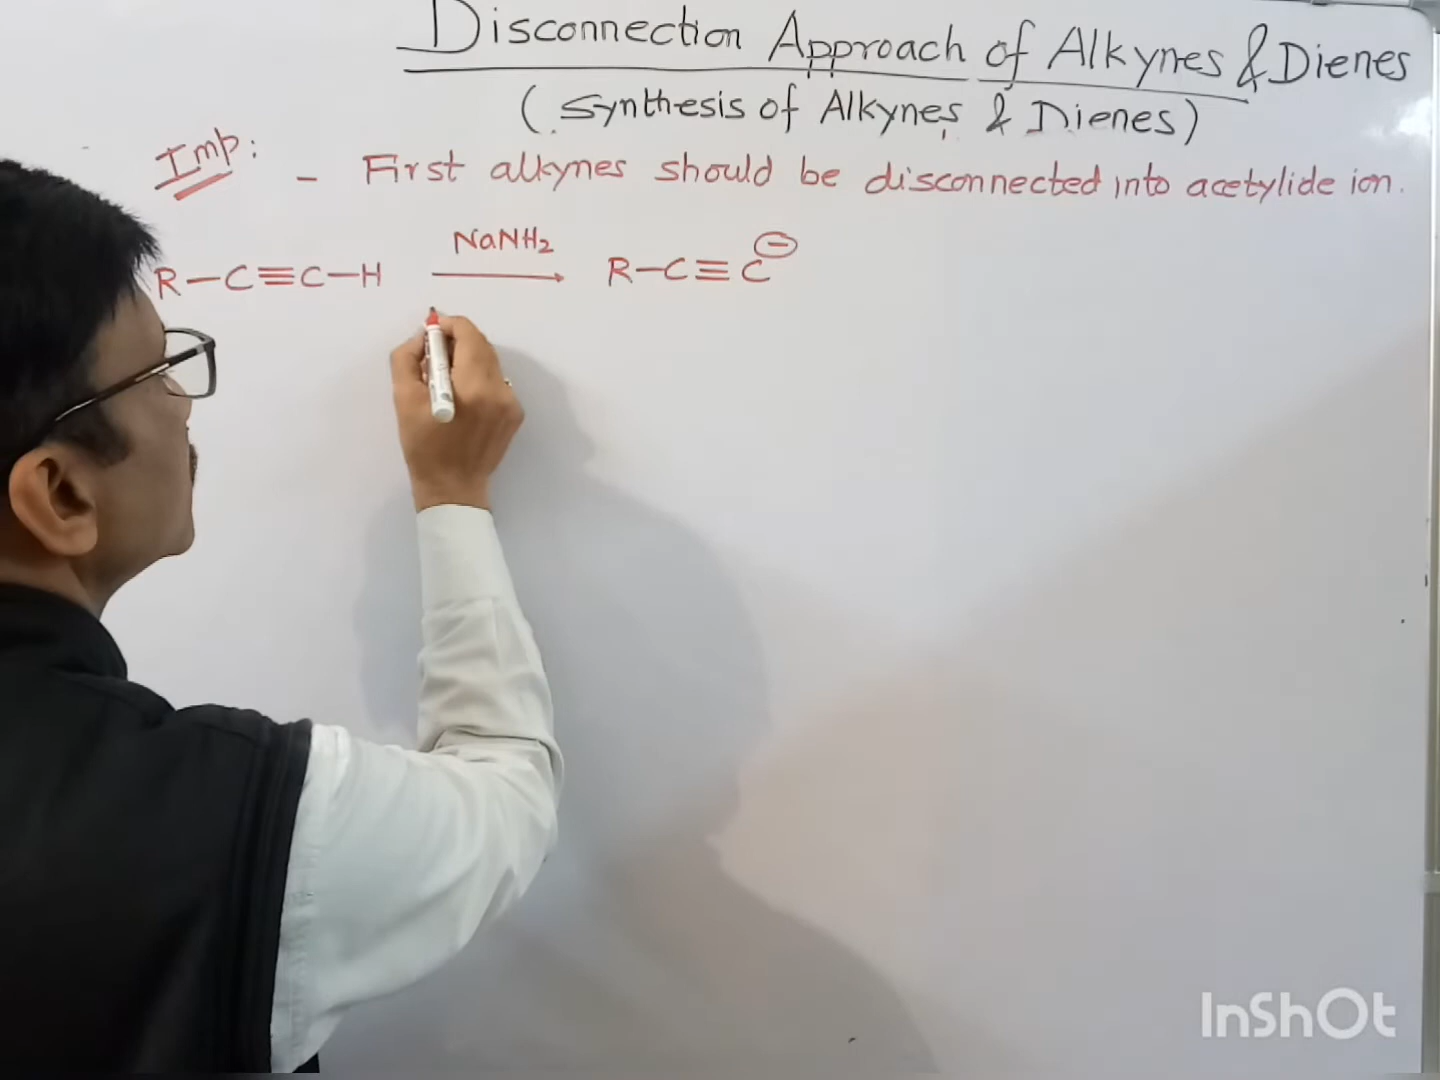 Disconnection Approach of Alkynes & Dienes
(Synthesis of Alkynes & Dienes)
Imp: - First alkynes should be disconnected into acetylide ion.
R-C≡C-H NaNH₂ → R-C≡C⊖
InShOt